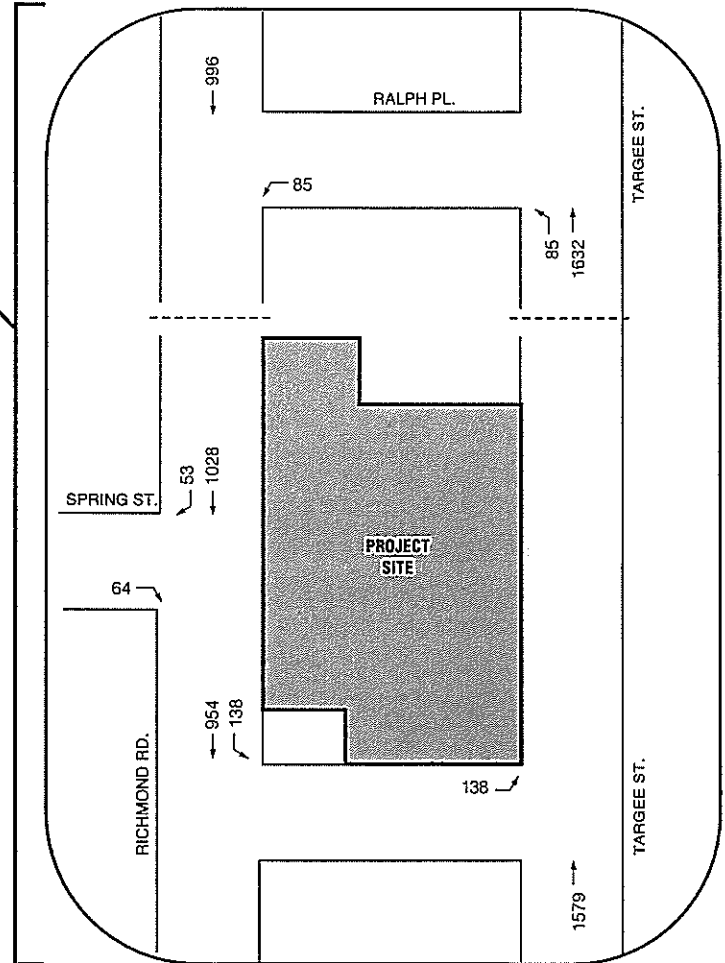 996
RALPH PL.
TARGEE ST.
85
85
1632
53
1028
SPRING ST.
PROJECT
SITE
64
954
138
RICHMOND RD.
138
TARGEE ST.
1579